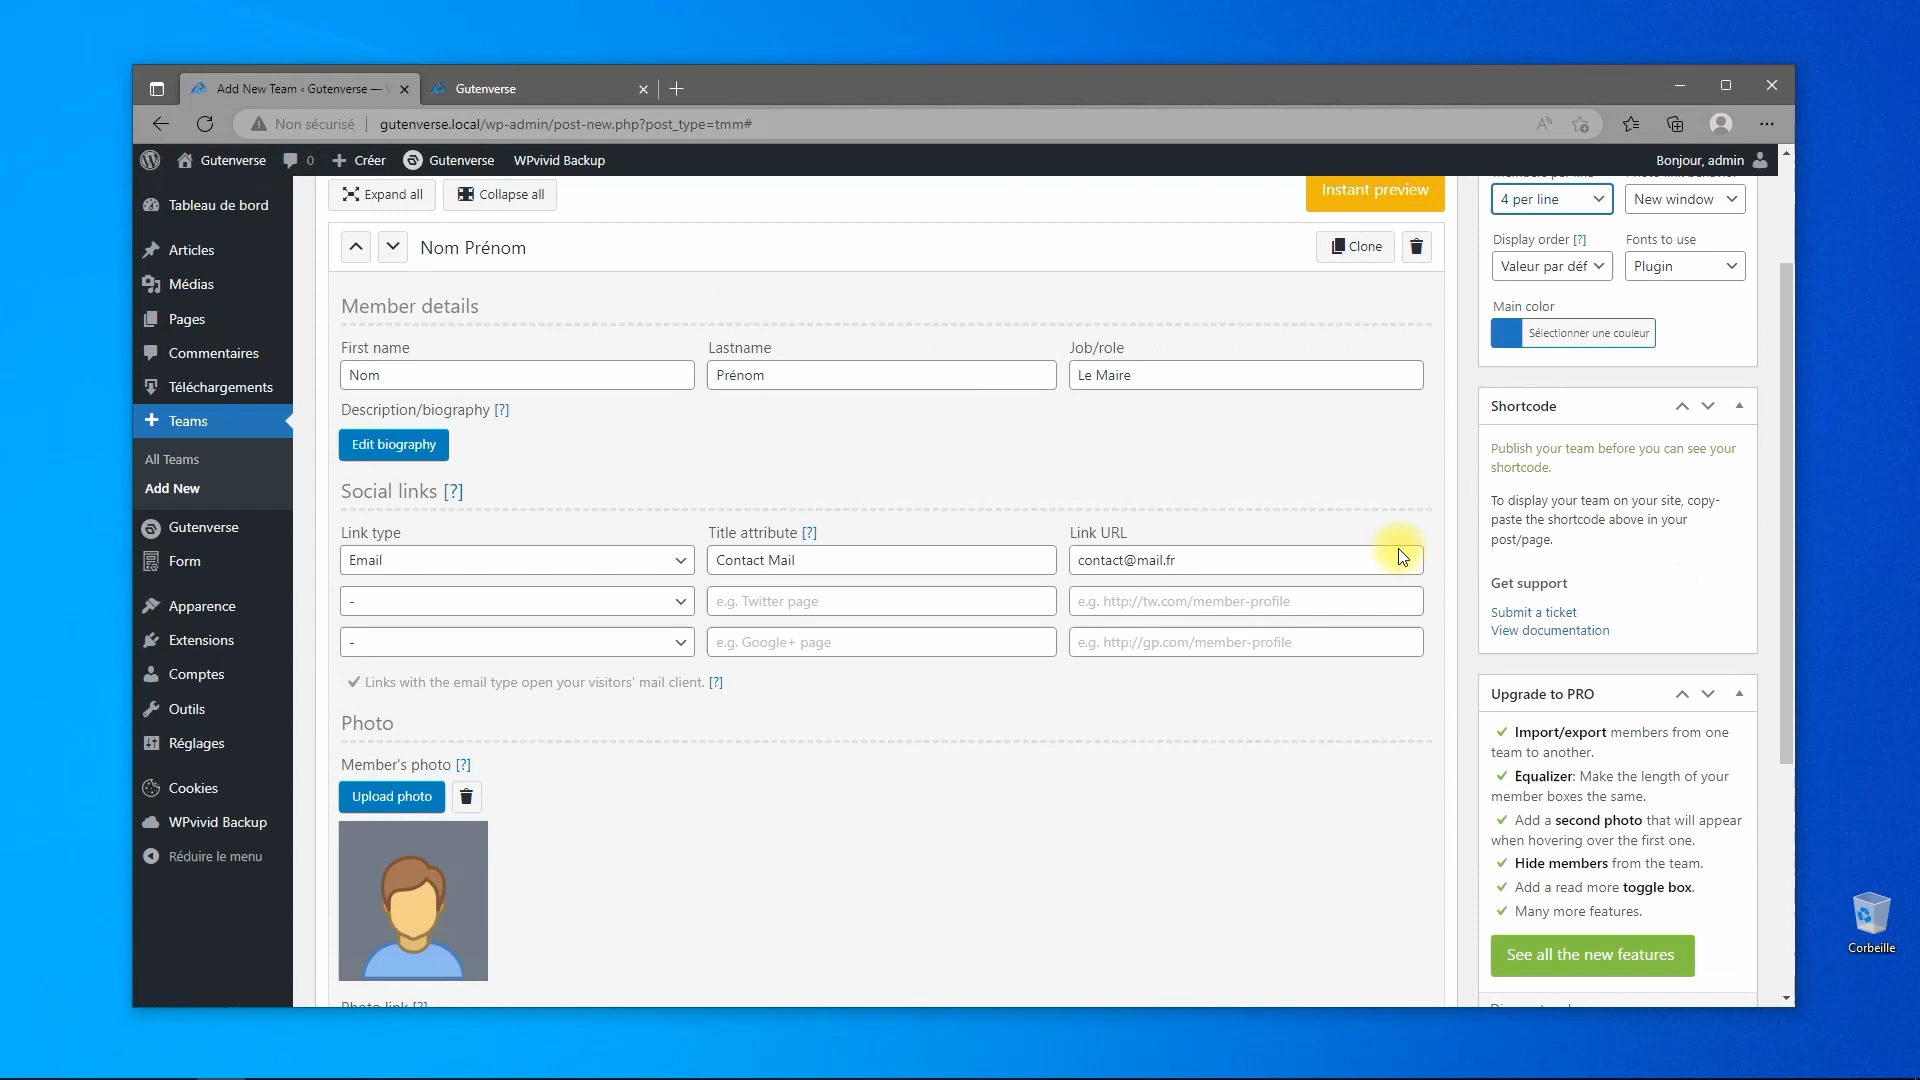 Add New Team ‹ Gutenverse —
Gutenverse
Non sécurisé
gutenverse.local/wp-admin/post-new.php?post_type=tmm#
Gutenverse
0
Créer
Gutenverse
WPvivid Backup
Bonjour, admin
Tableau de bord
Articles
Médias
Pages
Commentaires
Téléchargements
Teams
All Teams
Add New
Gutenverse
Form
Apparence
Extensions
Comptes
Outils
Réglages
Cookies
WPvivid Backup
Réduire le menu
Expand all
Collapse all
Instant preview
Nom Prénom
Clone
Member details
First name
Lastname
Job/role
Nom
Prénom
Le Maire
Description/biography [?]
Edit biography
Social links [?]
Link type
Title attribute [?]
Link URL
Email
Contact Mail
contact@mail.fr
-
e.g. Twitter page
e.g. http://tw.com/member-profile
-
e.g. Google+ page
e.g. http://gp.com/member-profile
Links with the email type open your visitors' mail client. [?]
Photo
Member's photo [?]
Upload photo
Photo link [?]
4 per line
New window
Display order [?]
Fonts to use
Valeur par déf
Plugin
Main color
Sélectionner une couleur
Shortcode
Publish your team before you can see your
shortcode.
To display your team on your site, copy-
paste the shortcode above in your
post/page.
Get support
Submit a ticket
View documentation
Upgrade to PRO
Import/export members from one
team to another.
Equalizer: Make the length of your
member boxes the same.
Add a second photo that will appear
when hovering over the first one.
Hide members from the team.
Add a read more toggle box.
Many more features.
See all the new features
Corbeille